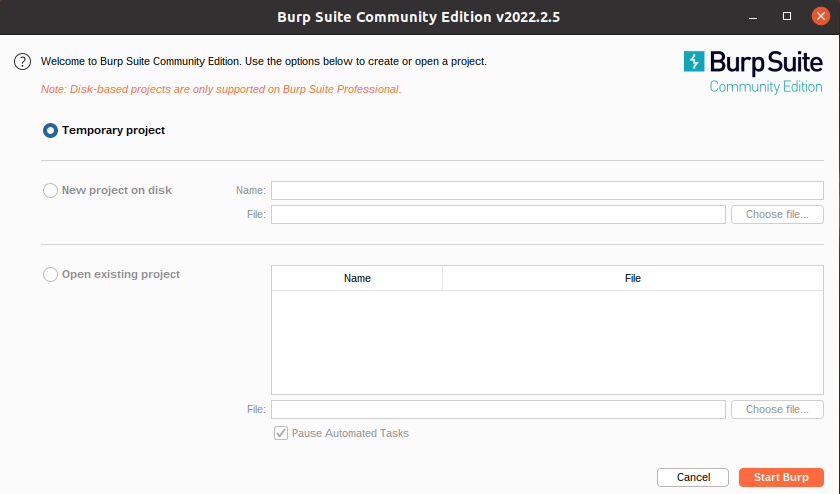 Burp Suite Community Edition v2022.2.5
? Welcome to Burp Suite Community Edition. Use the options below to create or open a project.
Burp Suite
Community Edition
Note: Disk-based projects are only supported on Burp Suite Professional.
Temporary project
New project on disk Name:
File: Choose file...
Open existing project
Name File
File: Choose file...
Pause Automated Tasks
Cancel Start Burp